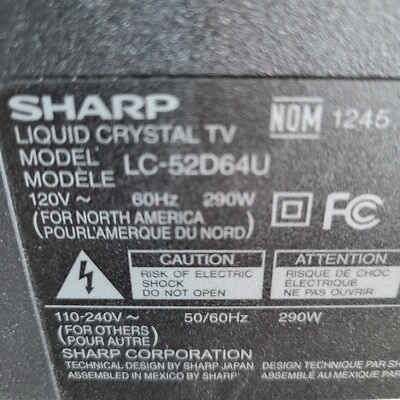 SHARP
NOM 1245
LIQUID CRYSTAL TV
MODEL LC-52D64U
MODÈLE
120V ~ 60Hz 290W
(FOR NORTH AMERICA
POUR L'AMERIQUE DU NORD)
FC
CAUTION
RISK OF ELECTRIC
SHOCK
DO NOT OPEN
ATTENTION
RISQUE DE CHOC
ÉLECTRIQUE
NE PAS OUVRIR
110-240V ~ 50/60Hz 290W
(FOR OTHERS
POUR AUTRE)
SHARP CORPORATION
TECHNICAL DESIGN BY SHARP JAPAN
ASSEMBLED IN MEXICO BY SHARP
DESIGN TECHNIQUE PAR SH
ASSEMBLÉ AU MEXIQUE PAR